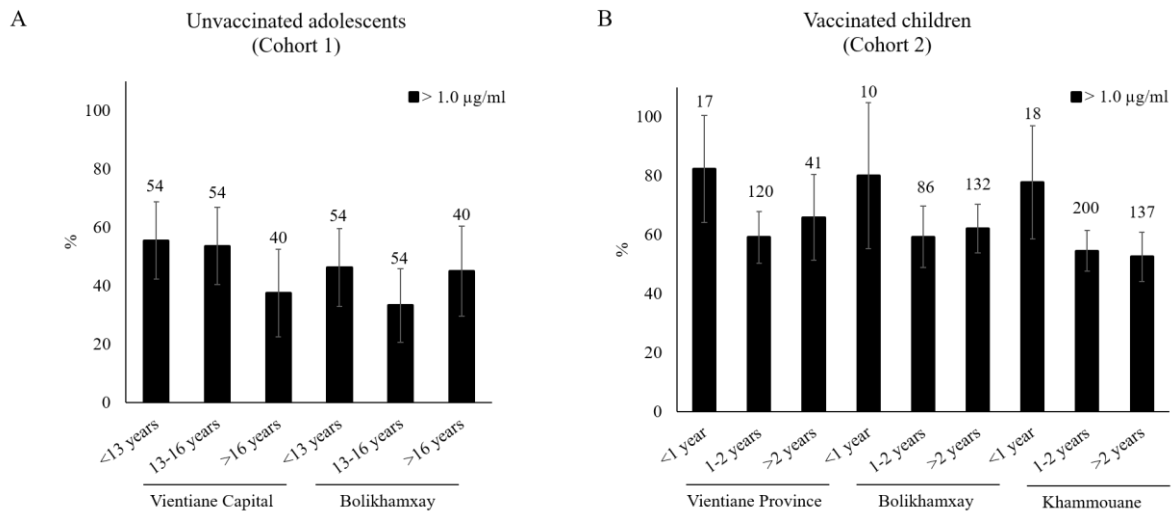 A
Unvaccinated adolescents
(Cohort 1)
> 1.0 µg/ml
100
80
60
40
20
0
%
54
54
40
54
54
40
<13 years
13-16 years
>16 years
<13 years
13-16 years
>16 years
Vientiane Capital
Bolikhamxay
B
Vaccinated children
(Cohort 2)
> 1.0 µg/ml
100
80
60
40
20
0
%
17
120
41
10
86
132
18
200
137
<1 year
1-2 years
>2 years
<1 year
1-2 years
>2 years
<1 year
1-2 years
>2 years
Vientiane Province
Bolikhamxay
Khammouane